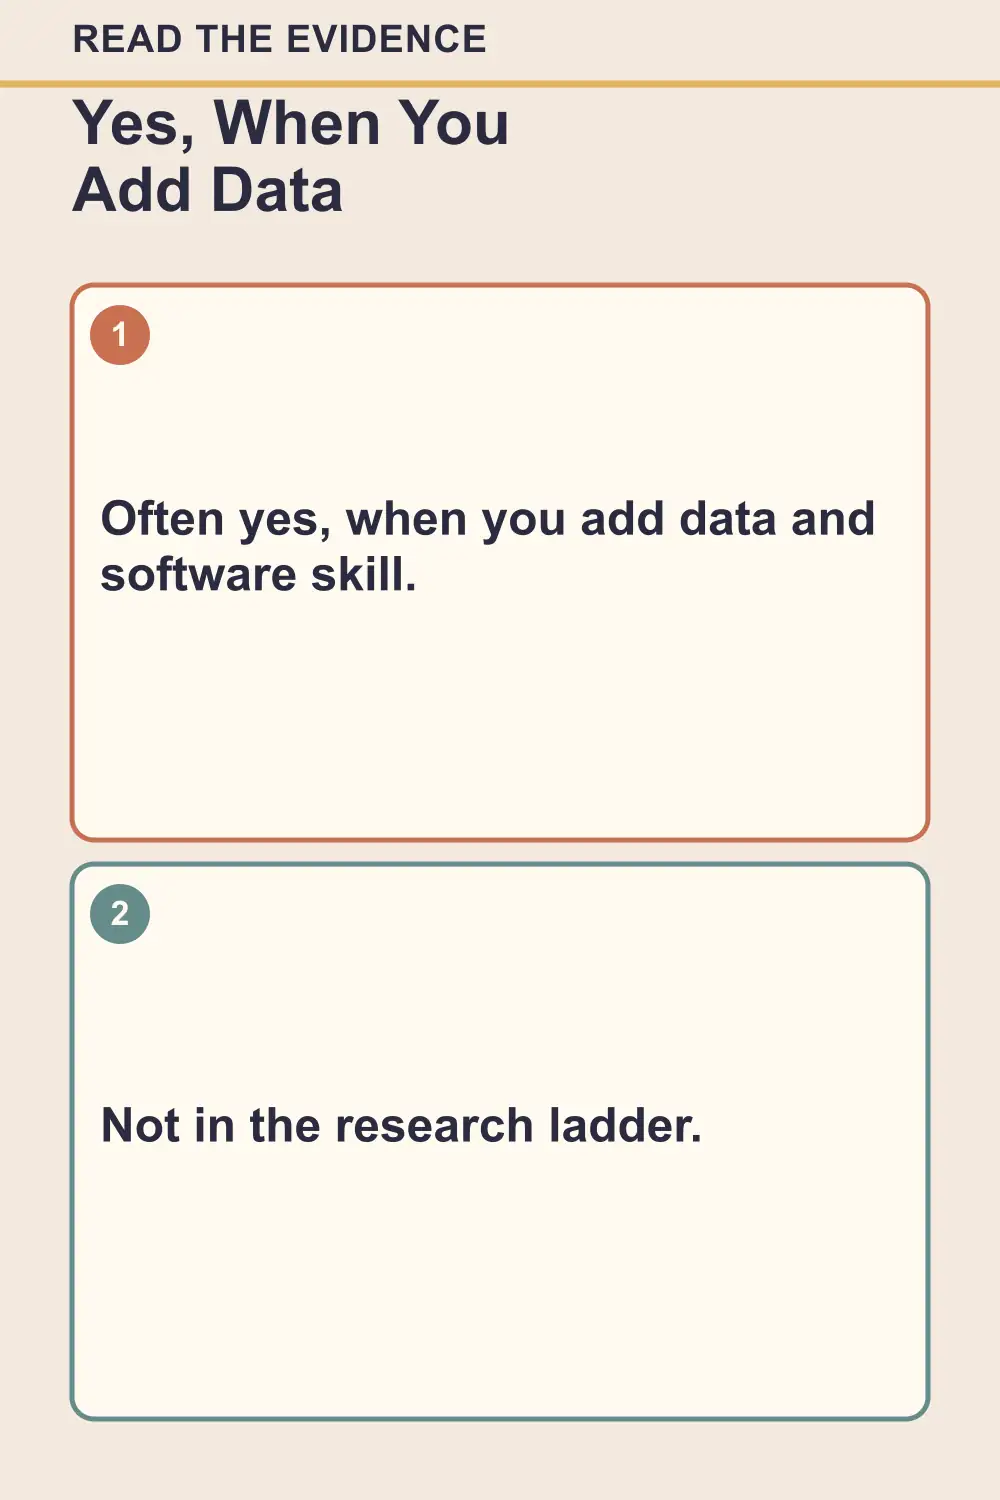 READ THE EVIDENCE
Yes, When You
Add Data
1
Often yes, when you add data and
software skill.
2
Not in the research ladder.